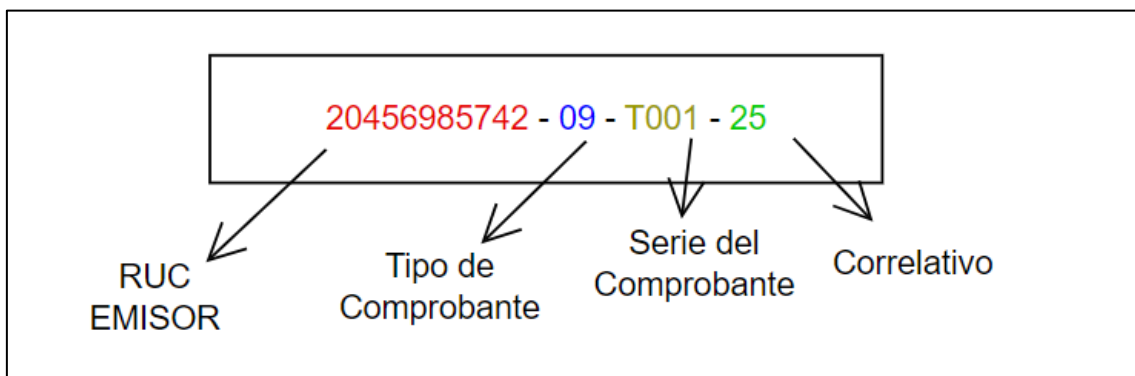 20456985742 - 09 - T001 - 25
RUC
EMISOR
Tipo de
Comprobante
Serie del
Comprobante
Correlativo